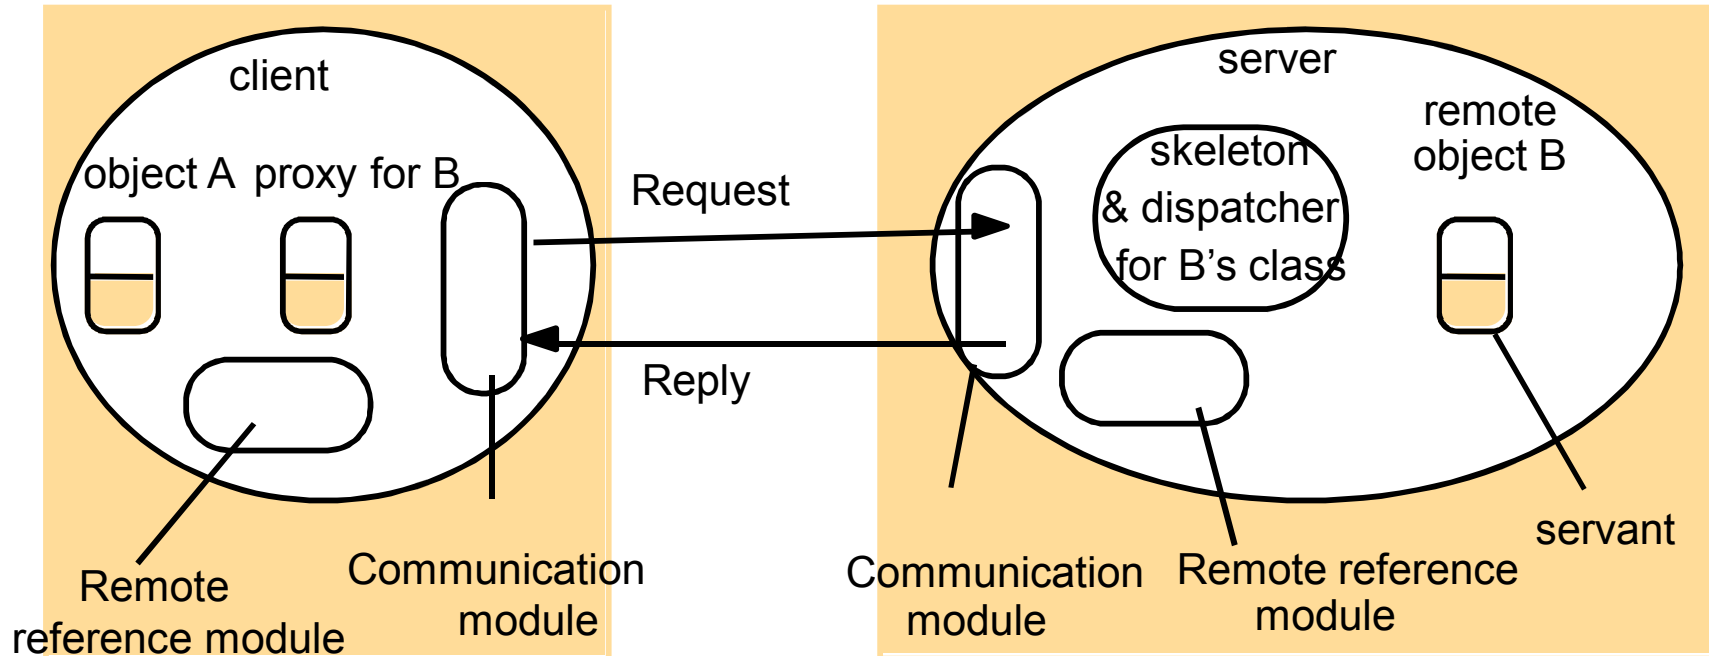 client
object A proxy for B
Remote
reference module
Communication
module
Request
Reply
server
skeleton
& dispatcher
for B's class
remote
object B
Communication
module
Remote reference
module
servant